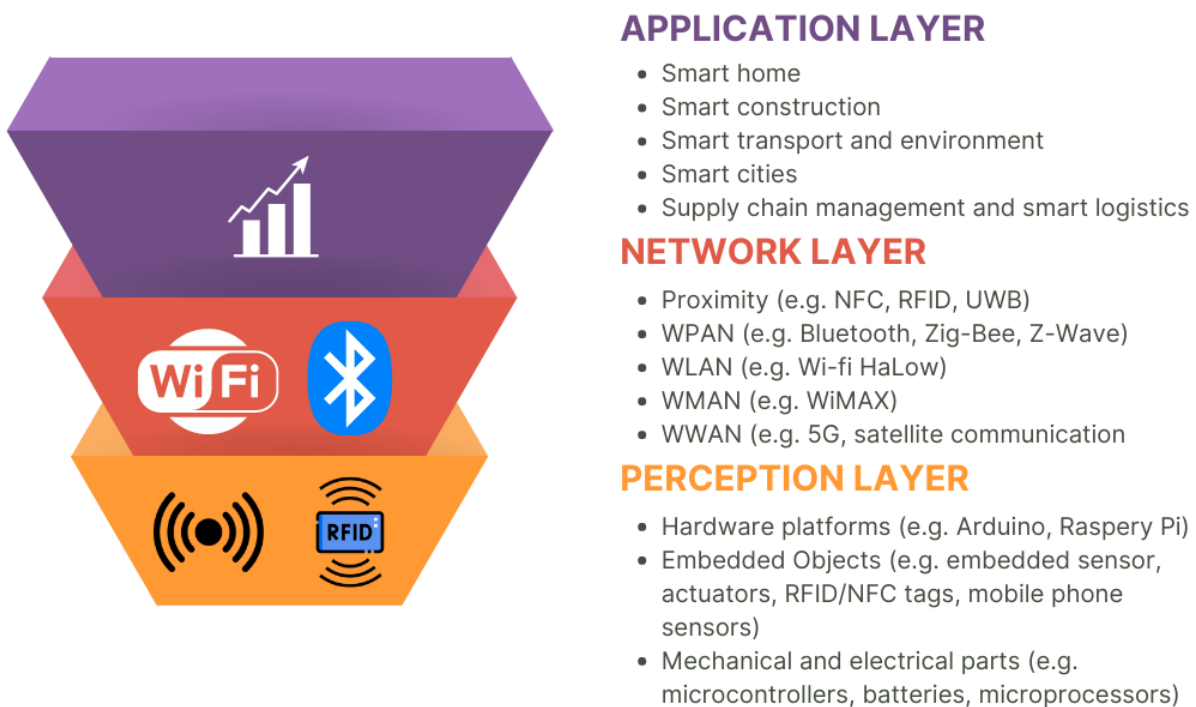 APPLICATION LAYER
• Smart home
• Smart construction
• Smart transport and environment
• Smart cities
• Supply chain management and smart logistics
NETWORK LAYER
• Proximity (e.g. NFC, RFID, UWB)
• WPAN (e.g. Bluetooth, Zig-Bee, Z-Wave)
• WLAN (e.g. Wi-fi HaLow)
• WMAN (e.g. WiMAX)
• WWAN (e.g. 5G, satellite communication
Wi Fi
PERCEPTION LAYER
• Hardware platforms (e.g. Arduino, Raspery Pi)
• Embedded Objects (e.g. embedded sensor,
actuators, RFID/NFC tags, mobile phone
sensors)
• Mechanical and electrical parts (e.g.
microcontrollers, batteries, microprocessors)
RFID